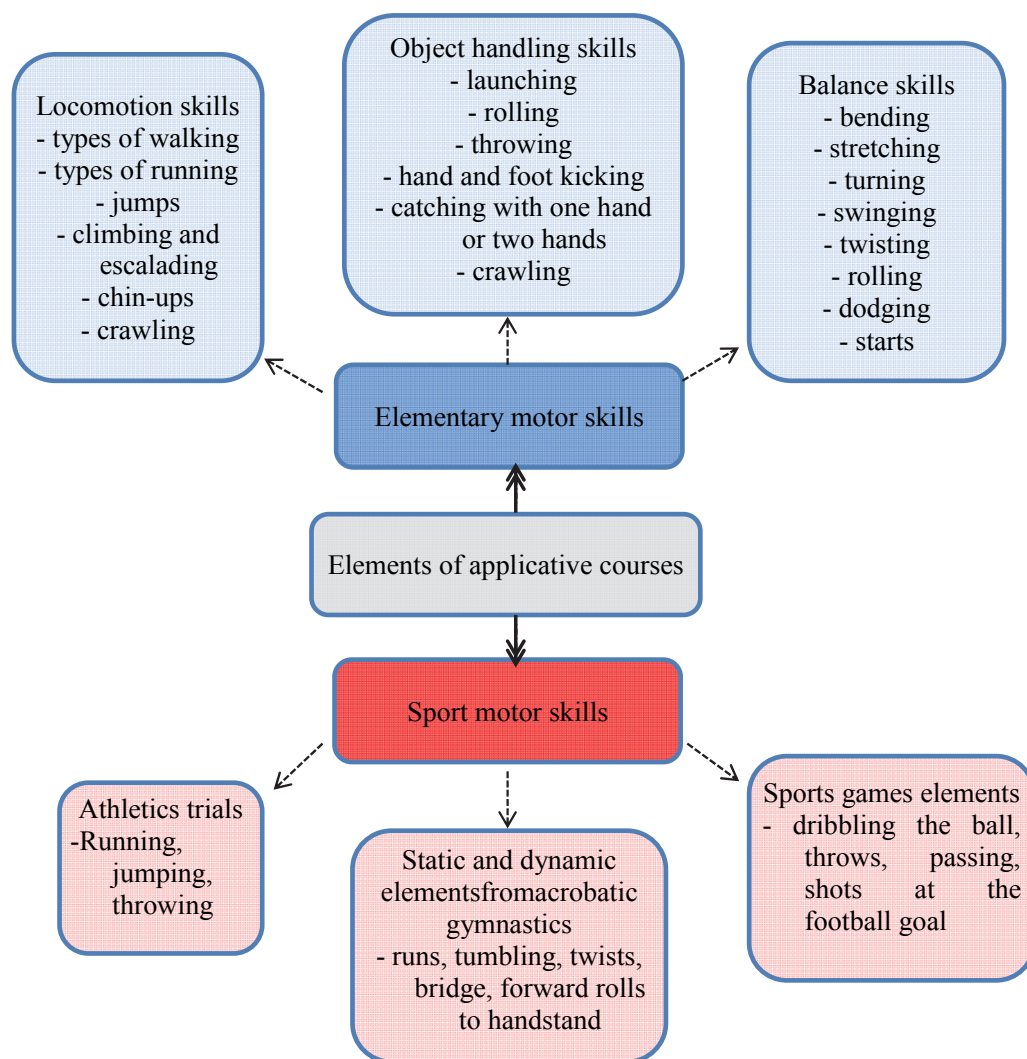 Locomotion skills
- types of walking
- types of running
- jumps
- climbing and
escalading
- chin-ups
- crawling
Object handling skills
- launching
- rolling
- throwing
- hand and foot kicking
- catching with one hand
or two hands
- crawling
Balance skills
- bending
- stretching
- turning
- swinging
- twisting
- rolling
- dodging
- starts
Elementary motor skills
Elements of applicative courses
Sport motor skills
Athletics trials
-Running,
jumping,
throwing
Static and dynamic
elementsfromacrobatic
gymnastics
- runs, tumbling, twists,
bridge, forward rolls
to handstand
Sports games elements
- dribbling the ball,
throws, passing,
shots at the
football goal